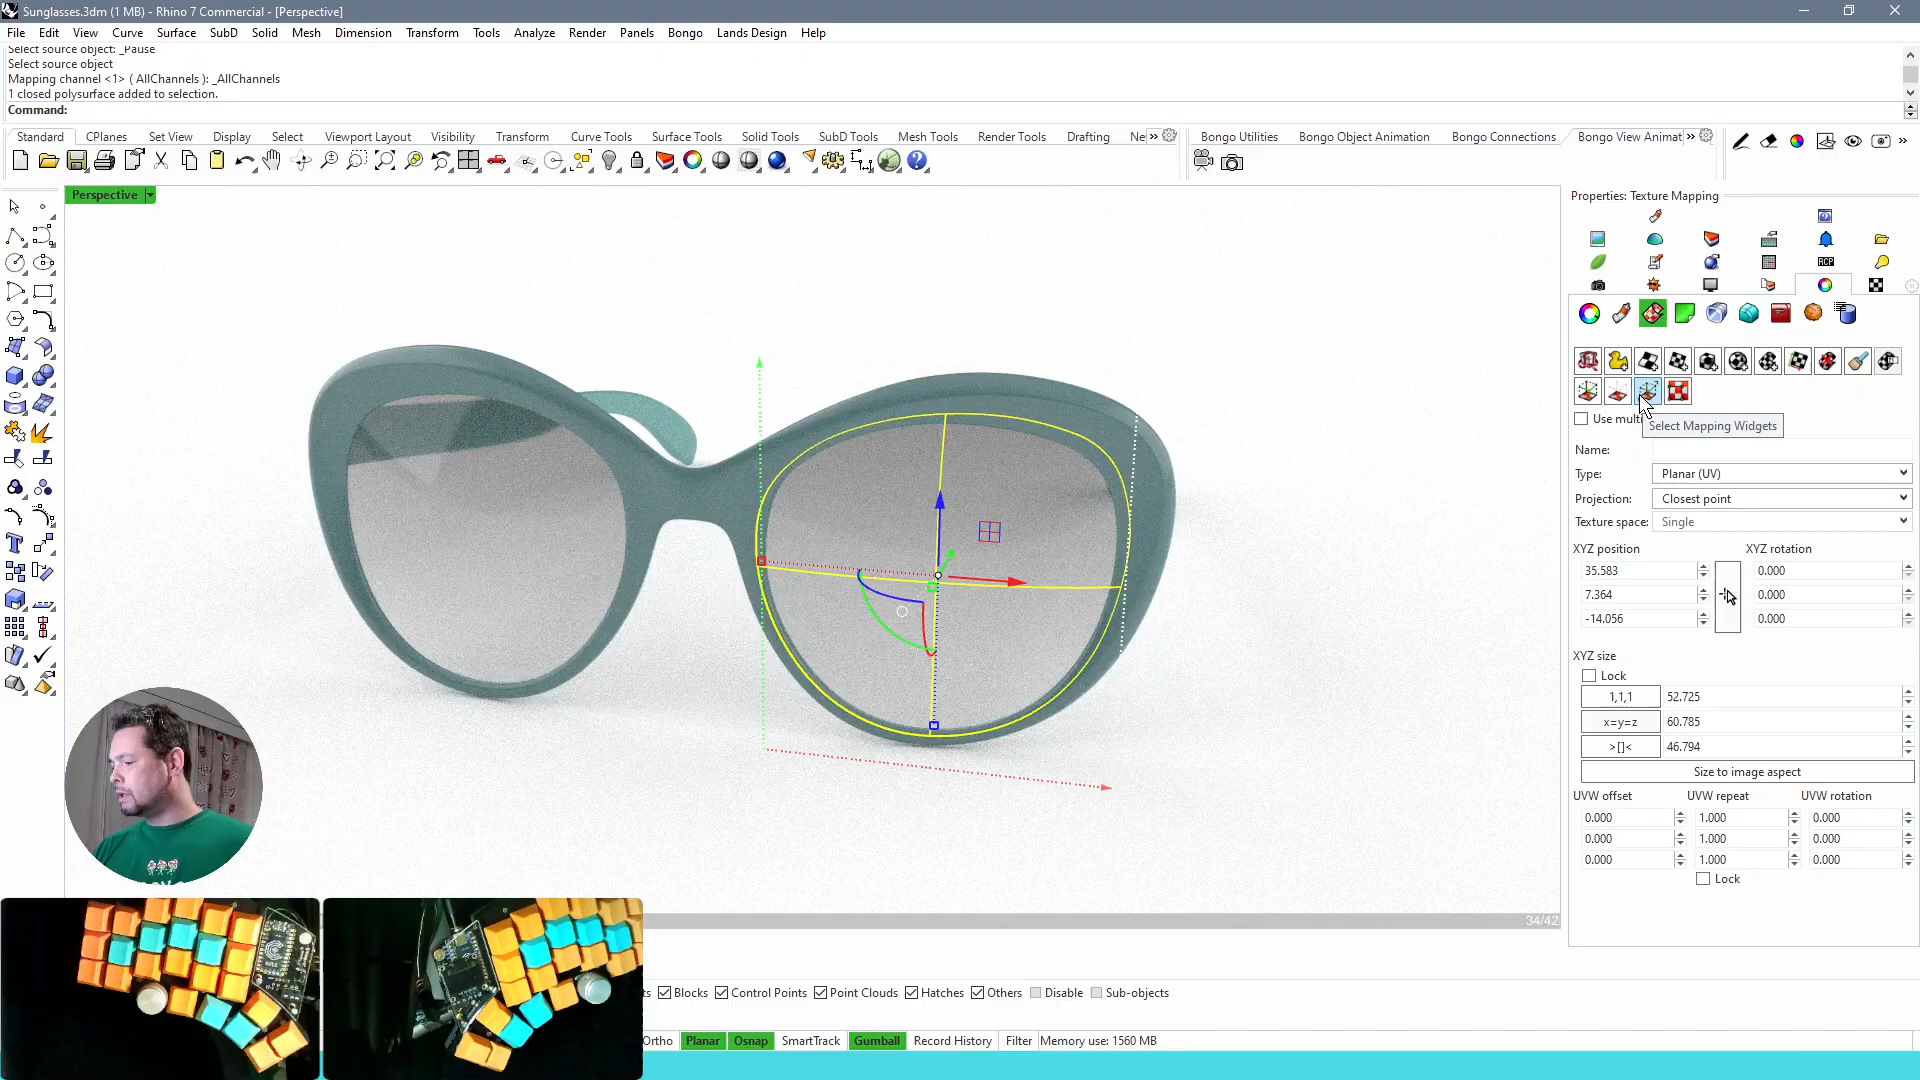 Sunglasses.3dm (1 MB) - Rhino 7 Commercial - [Perspective]
File Edit View Curve Surface SubD Solid Mesh Dimension Transform Tools Analyze Render Panels Bongo Lands Design Help
Select source object: _Pause
Select source object
Mapping channel <1> ( AllChannels ): _AllChannels
1 closed polysurface added to selection.
Command:
Standard CPlanes Set View Display Select Viewport Layout Visibility Transform Curve Tools Surface Tools Solid Tools SubD Tools Mesh Tools Render Tools Drafting Ne
Bongo Utilities Bongo Object Animation Bongo Connections Bongo View Animat
Perspective
Properties: Texture Mapping
RCP
Use mult
Select Mapping Widgets
Name:
Type: Planar (UV)
Projection: Closest point
Texture space: Single
XYZ position XYZ rotation
35.583 0.000
7.364 0.000
-14.056 0.000
XYZ size
Lock
1,1,1 52.725
x=y=z 60.785
>[]< 46.794
Size to image aspect
UVW offset UVW repeat UVW rotation
0.000 1.000 0.000
0.000 1.000 0.000
0.000 1.000 0.000
Lock
34/42
ts Blocks Control Points Point Clouds Hatches Others Disable Sub-objects
Ortho Planar Osnap SmartTrack Gumball Record History Filter Memory use: 1560 MB